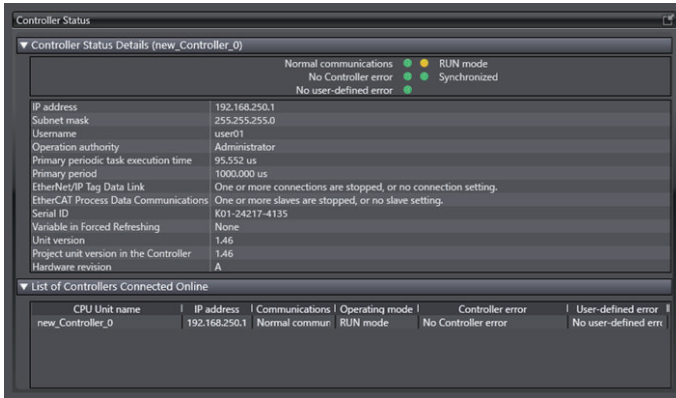 Controller Status
Controller Status Details (new_Controller_0)
Normal communications RUN mode
No Controller error Synchronized
No user-defined error
IP address 192.168.250.1
Subnet mask 255.255.255.0
Username user01
Operation authority Administrator
Primary periodic task execution time 95.552 us
Primary period 1000.000 us
EtherNet/IP Tag Data Link One or more connections are stopped, or no connection setting.
EtherCAT Process Data Communications One or more slaves are stopped, or no slave setting.
Serial ID K01-24217-4135
Variable in Forced Refreshing None
Unit version 1.46
Project unit version in the Controller 1.46
Hardware revision A
List of Controllers Connected Online
CPU Unit name IP address Communications Operating mode Controller error User-defined error
new_Controller_0 192.168.250.1 Normal commun RUN mode No Controller error No user-defined erro